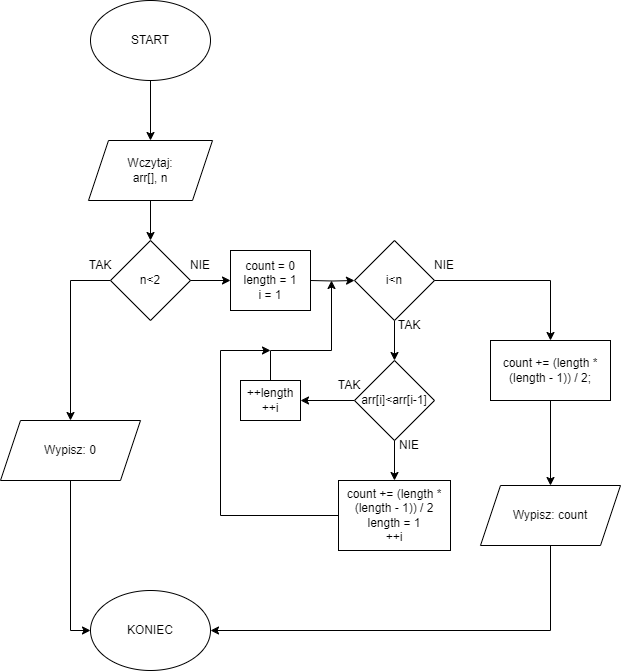 START
Wczytaj:
arr[], n
TAK
n<2
NIE
count = 0
length = 1
i = 1
i<n
NIE
TAK
count += (length *
(length - 1)) / 2;
++length
++i
TAK
arr[i]<arr[i-1]
NIE
Wypisz: 0
count += (length *
(length - 1)) / 2
length = 1
++i
Wypisz: count
KONIEC